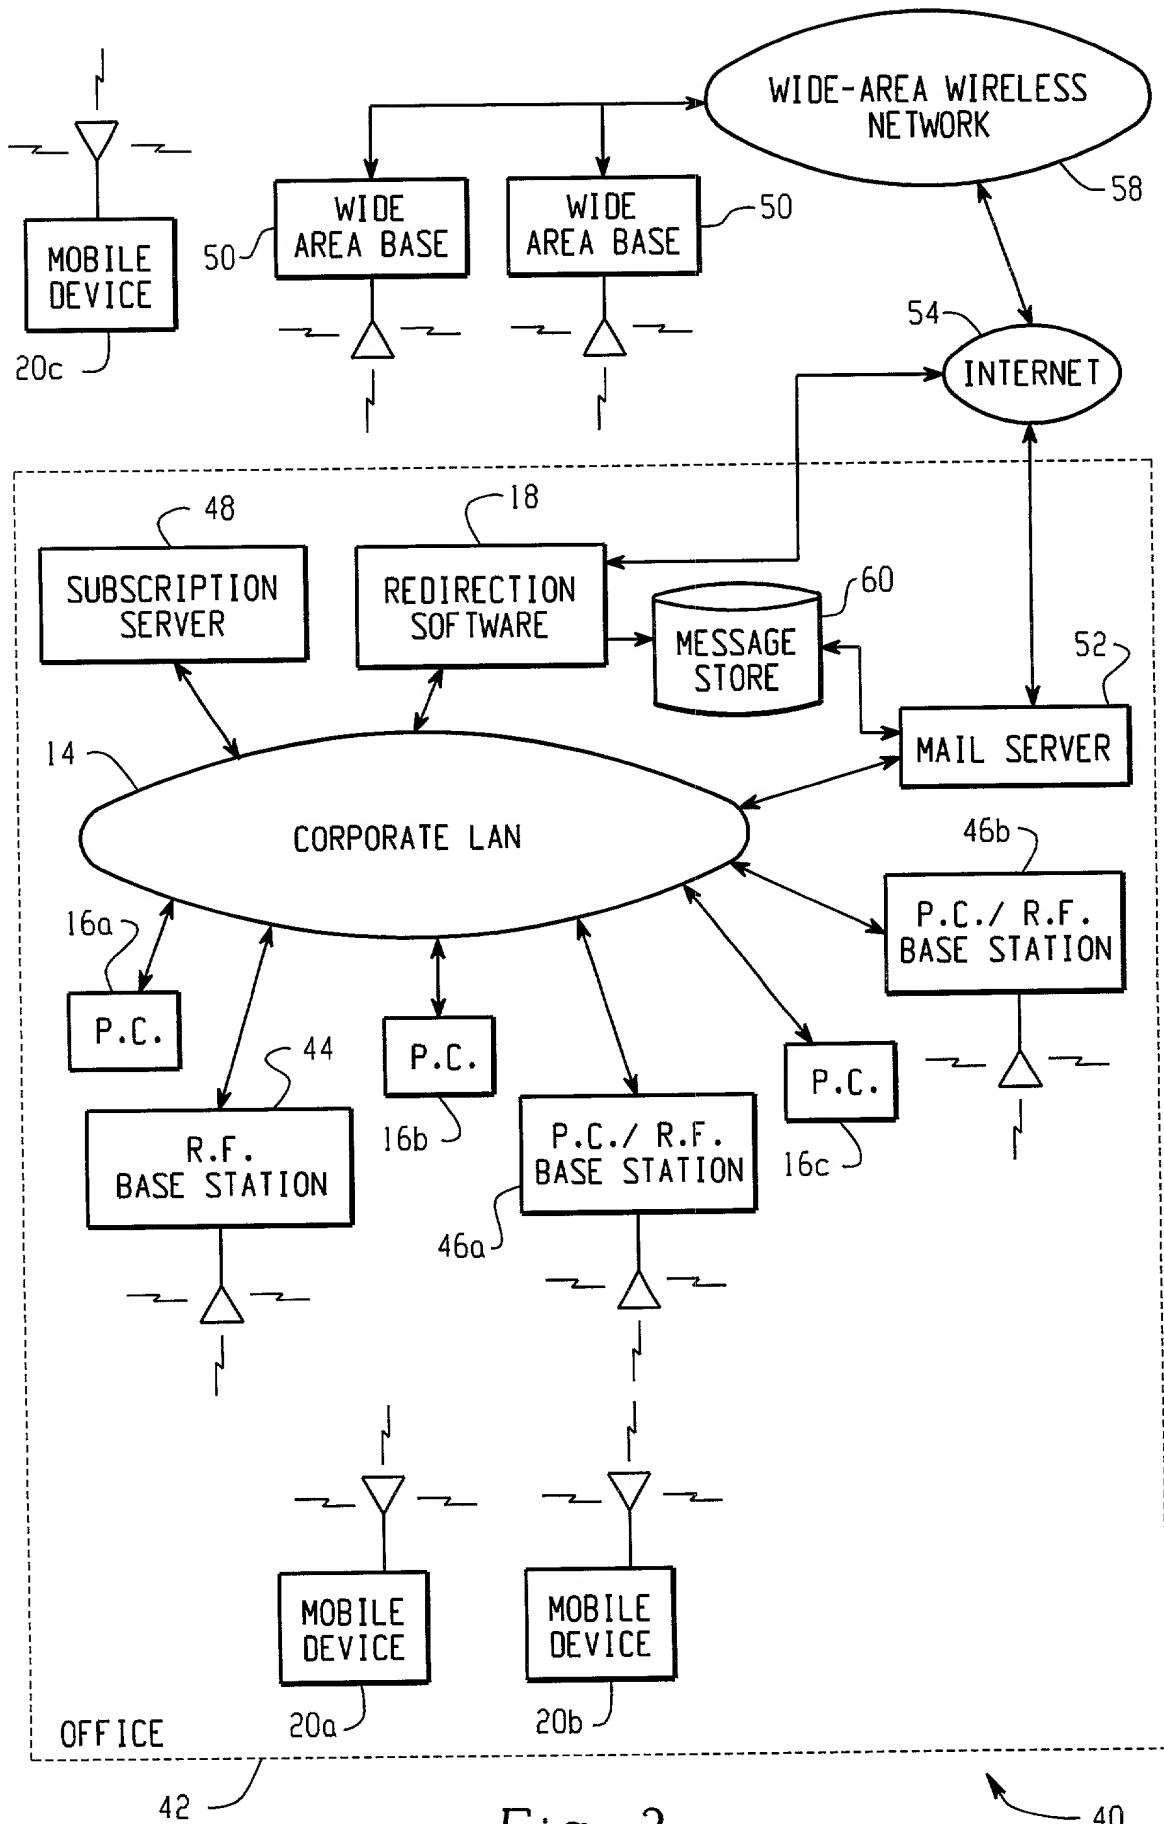 WIDE-AREA WIRELESS
NETWORK
58
WIDE
AREA BASE
50
WIDE
AREA BASE
50
MOBILE
DEVICE
20c
54
INTERNET
48
SUBSCRIPTION
SERVER
18
REDIRECTION
SOFTWARE
60
MESSAGE
STORE
52
MAIL SERVER
14
CORPORATE LAN
46b
P.C./ R.F.
BASE STATION
16a
P.C.
44
R.F.
BASE STATION
P.C.
16b
P.C./ R.F.
BASE STATION
46a
P.C.
16c
MOBILE
DEVICE
20a
MOBILE
DEVICE
20b
OFFICE
42
40